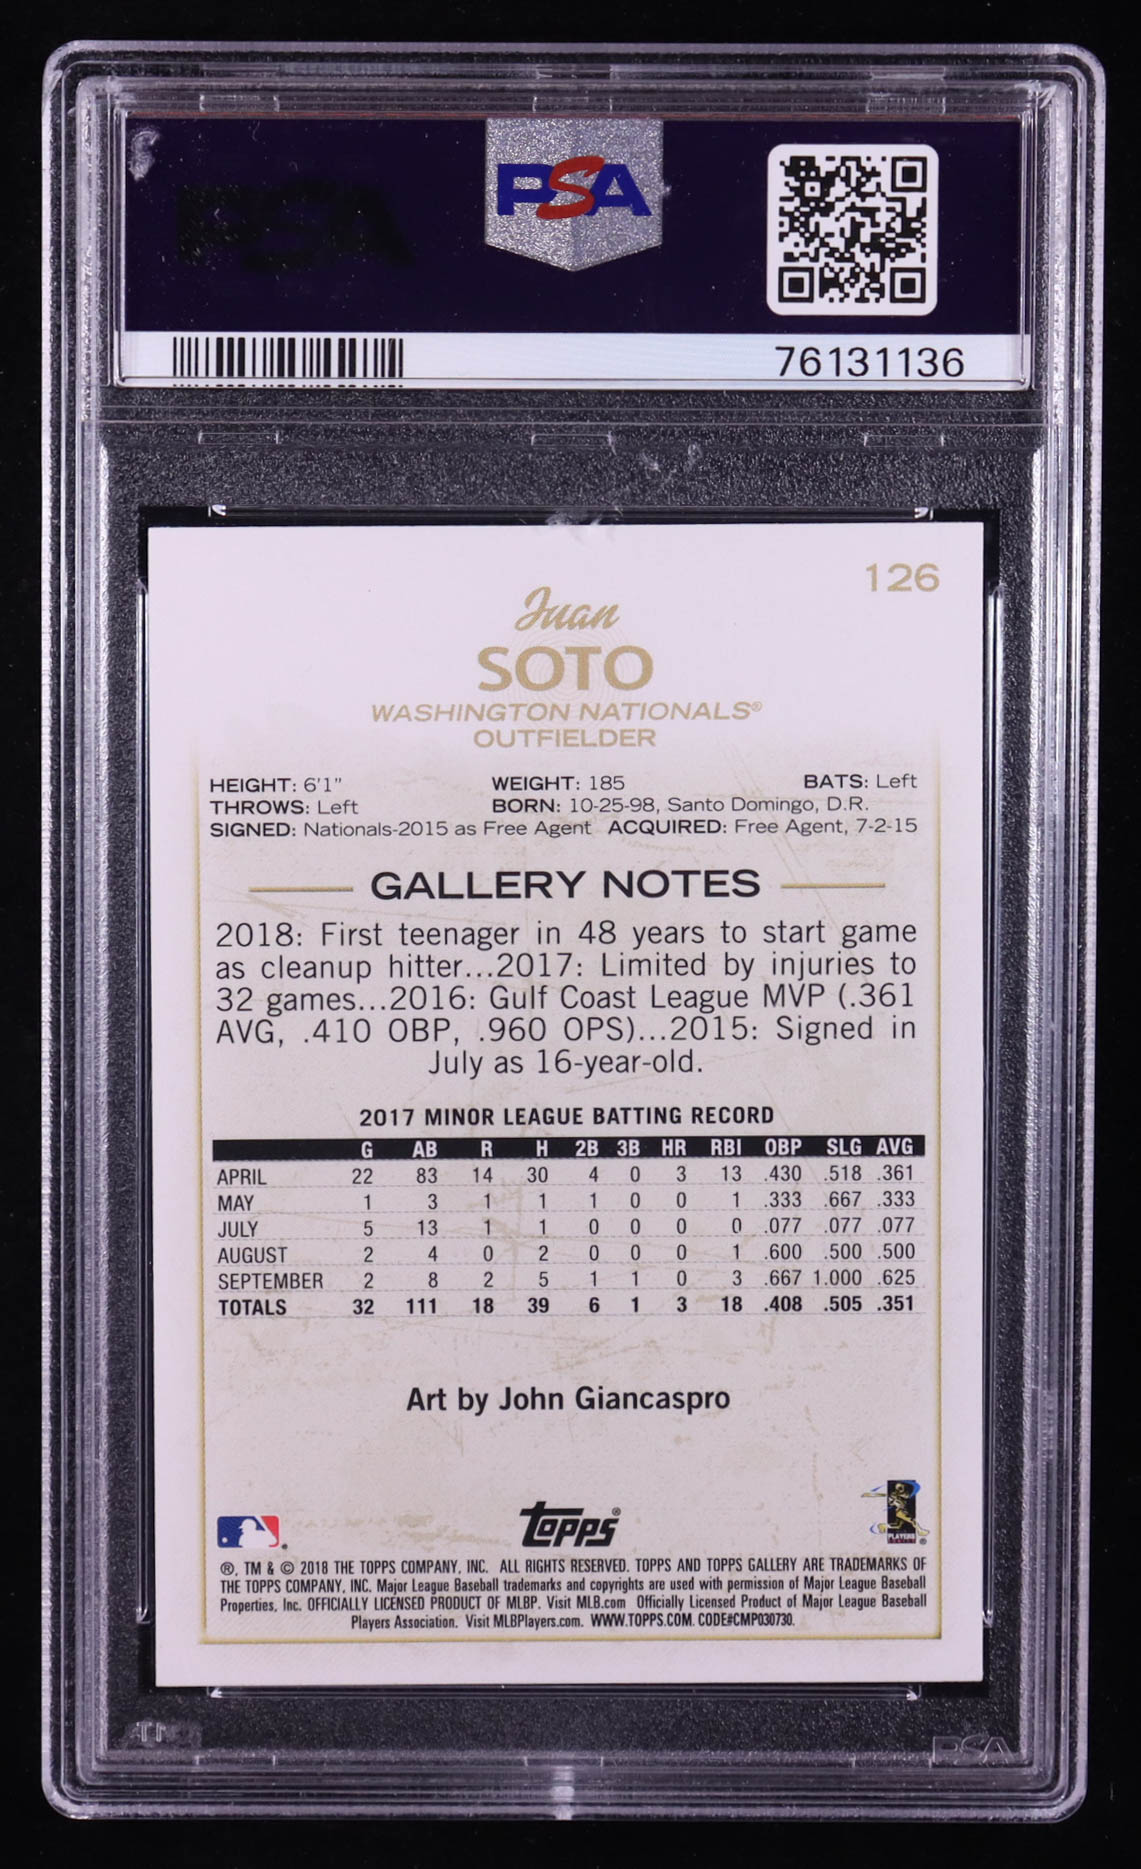 PSA
PSA
76131136
126
Juan
SOTO
WASHINGTON NATIONALS®
OUTFIELDER
HEIGHT: 6'1" WEIGHT: 185 BATS: Left
THROWS: Left BORN: 10-25-98, Santo Domingo, D.R.
SIGNED: Nationals-2015 as Free Agent ACQUIRED: Free Agent, 7-2-15
GALLERY NOTES
2018: First teenager in 48 years to start game
as cleanup hitter...2017: Limited by injuries to
32 games...2016: Gulf Coast League MVP (.361
AVG, .410 OBP, .960 OPS)...2015: Signed in
July as 16-year-old.
2017 MINOR LEAGUE BATTING RECORD
G AB R H 2B 3B HR RBI OBP SLG AVG
APRIL 22 83 14 30 4 0 3 13 .430 .518 .361
MAY 1 3 1 1 1 0 0 1 .333 .667 .333
JULY 5 13 1 1 0 0 0 0 .077 .077 .077
AUGUST 2 4 0 2 0 0 0 1 .600 .500 .500
SEPTEMBER 2 8 2 5 1 1 0 3 .667 1.000 .625
TOTALS 32 111 18 39 6 1 3 18 .408 .505 .351
Art by John Giancaspro
topps®
PLAYERS
®, TM & © 2018 THE TOPPS COMPANY, INC. ALL RIGHTS RESERVED. TOPPS AND TOPPS GALLERY ARE TRADEMARKS OF
THE TOPPS COMPANY, INC. Major League Baseball trademarks and copyrights are used with permission of Major League Baseball
Properties, Inc. OFFICIALLY LICENSED PRODUCT OF MLBP. Visit MLB.com Officially Licensed Product of Major League Baseball
Players Association. Visit MLBPlayers.com. WWW.TOPPS.COM. CODE#CMP030730.
PSA